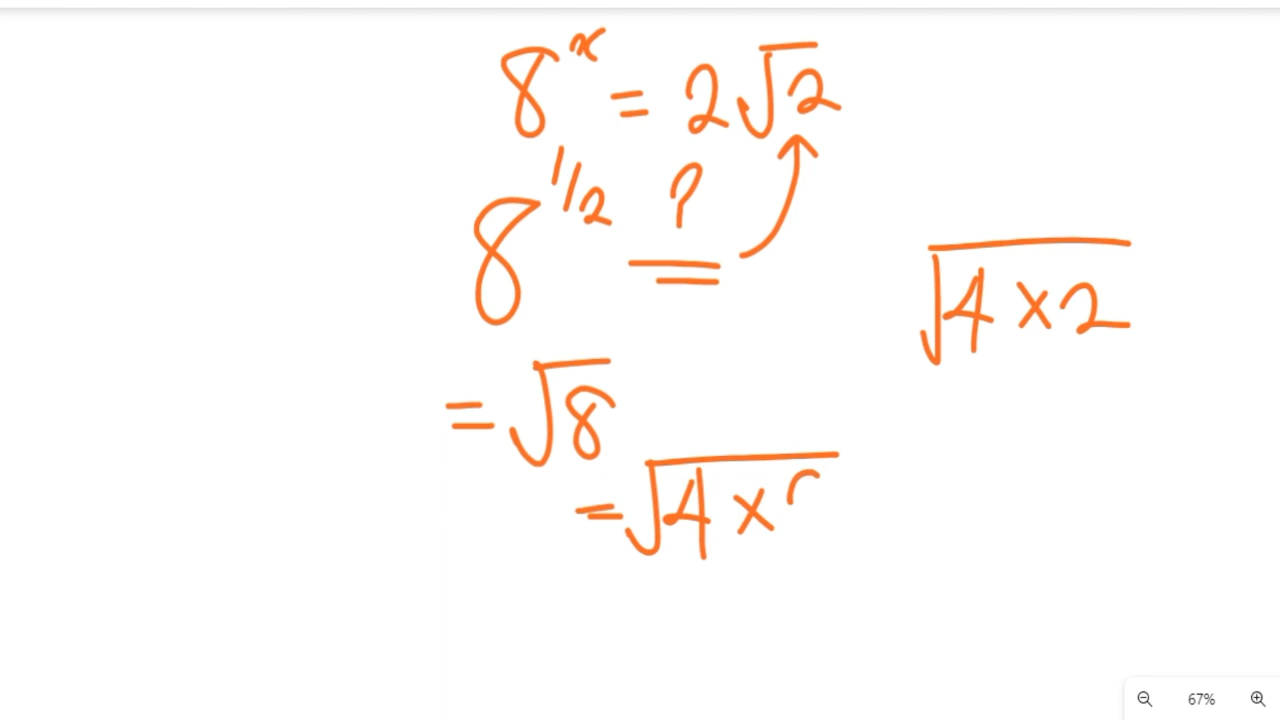 8^x = 2√2
8^1/2 ? =
√4 × 2
= √8
= √4 ×
67%